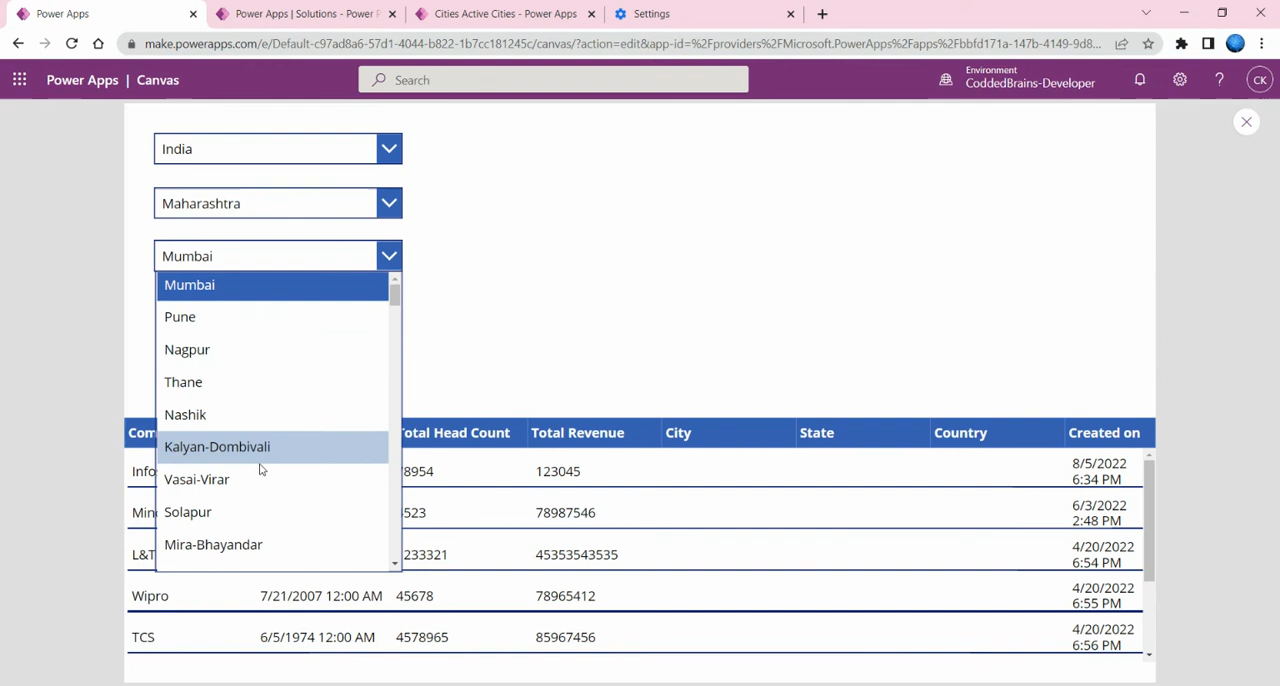 Power Apps
Power Apps | Solutions - Power P
Cities Active Cities - Power Apps
Settings
make.powerapps.com/e/Default-c97ad8a6-57d1-4044-b822-1b7cc181245c/canvas/?action=edit&app-id=%2Fproviders%2FMicrosoft.PowerApps%2Fapps%2Fbbfd171a-147b-4149-9d8...
Power Apps | Canvas
Search
Environment
CoddedBrains-Developer
CK
India
Maharashtra
Mumbai
Mumbai
Pune
Nagpur
Thane
Nashik
Kalyan-Dombivali
Vasai-Virar
Solapur
Mira-Bhayandar
Com Total Head Count Total Revenue City State Country Created on
Info 78954 123045 8/5/2022
6:34 PM
4523 78987546 6/3/2022
2:48 PM
L&T 233321 45353543535 4/20/2022
6:54 PM
Wipro 7/21/2007 12:00 AM 45678 78965412 4/20/2022
6:55 PM
TCS 6/5/1974 12:00 AM 4578965 85967456 4/20/2022
6:56 PM